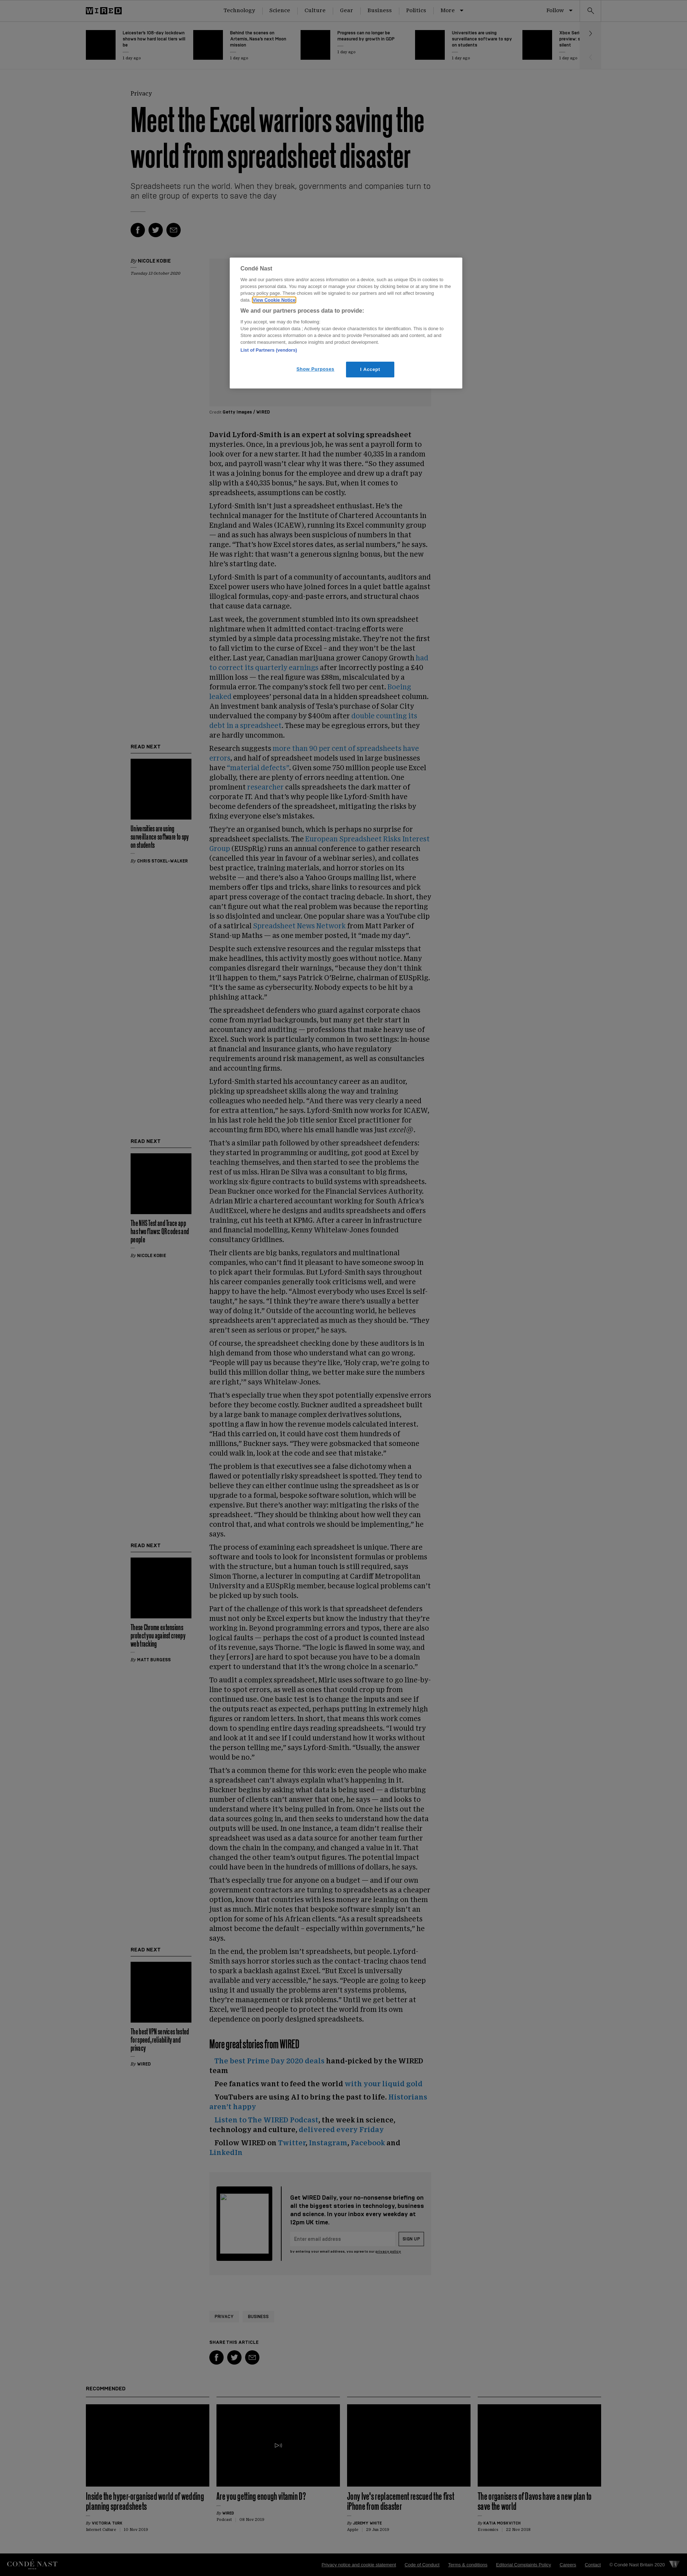 WIRED
Technology
Science
Culture
Gear
Business
Politics
More
Follow
Leicester's 108-day lockdown
shows how hard local tiers will
be
1 day ago
Behind the scenes on
Artemis, Nasa's next Moon
mission
1 day ago
Progress can no longer be
measured by growth in GDP
1 day ago
Universities are using
surveillance software to spy
on students
1 day ago
1 day ago
Privacy
Meet the Excel warriors saving the
world from spreadsheet disaster
Spreadsheets run the world. When they break, governments and companies turn to
an elite group of experts to save the day
By NICOLE KOBIE
Condé Nast
We and our partners store and/or access information on a device, such as unique IDs in cookies to
process personal data. You may accept or manage your choices by clicking below or at any time in the
privacy policy page. These choices will be signaled to our partners and will not affect browsing
data. View Cookie Notice
We and our partners process data to provide:
If you accept, we may do the following:
Use precise geolocation data ; Actively scan device characteristics for identification. This is done to
Store and/or access information on a device and to provide Personalised ads and content, ad and
content measurement, audience insights and product development.
List of Partners (vendors)
Show Purposes
I Accept
Credit Getty Images / WIRED
David Lyford-Smith is an expert at solving spreadsheet
mysteries. Once, in a previous job, he was sent a payroll form to
look over for a new starter. It had the number 40,335 in a random
box, and payroll wasn't clear why it was there. “So they assumed
it was a joining bonus for the employee and drew up a draft pay
slip with a £40,335 bonus,” he says. But, when it comes to
spreadsheets, assumptions can be costly.
Lyford-Smith isn't just a spreadsheet enthusiast. He's the
technical manager for the Institute of Chartered Accountants in
England and Wales (ICAEW), running its Excel community group
— and as such has always been suspicious of numbers in that
range. “That's how Excel stores dates, as serial numbers,” he says.
He was right: that wasn't a generous signing bonus, but the new
hire's starting date.
Lyford-Smith is part of a community of accountants, auditors and
Excel power users who have joined forces in a quiet battle against
illogical formulas, copy-and-paste errors, and structural chaos
that cause data carnage.
Last week, the government stumbled into its own spreadsheet
nightmare when it admitted contact-tracing efforts were
stymied by a simple data processing mistake. They're not the first
to fall victim to the curse of Excel – and they won't be the last
either. Last year, Canadian marijuana grower Canopy Growth had
to correct its quarterly earnings after incorrectly posting a £40
million loss — the real figure was £88m, miscalculated by a
formula error. The company's stock fell two per cent. Boeing
leaked employees' personal data in a hidden spreadsheet column.
An investment bank analysis of Tesla's purchase of Solar City
undervalued the company by $400m after double counting its
debt in a spreadsheet. These may be egregious errors, but they
are hardly uncommon.
Research suggests more than 90 per cent of spreadsheets have
errors, and half of spreadsheet models used in large businesses
have “material defects”. Given some 750 million people use Excel
globally, there are plenty of errors needing attention. One
prominent researcher calls spreadsheets the dark matter of
corporate IT. And that's why people like Lyford-Smith have
become defenders of the spreadsheet, mitigating the risks by
fixing everyone else's mistakes.
They're an organised bunch, which is perhaps no surprise for
spreadsheet specialists. The European Spreadsheet Risks Interest
Group (EUSpRig) runs an annual conference to gather research
(cancelled this year in favour of a webinar series), and collates
best practice, training materials, and horror stories on its
website — and there's also a Yahoo Groups mailing list, where
members offer tips and tricks, share links to resources and pick
apart press coverage of the contact tracing debacle. In short, they
can't figure out what the real problem was because the reporting
is so disjointed and unclear. One popular share was a YouTube clip
of a satirical Spreadsheet News Network from Matt Parker of
Stand-up Maths — as one member posted, it “made my day”.
Despite such extensive resources and the regular missteps that
make headlines, this activity mostly goes without notice. Many
companies disregard their warnings, “because they don't think
it'll happen to them,” says Patrick O'Beirne, chairman of EUSpRig.
“It's the same as cybersecurity. Nobody expects to be hit by a
phishing attack.”
The spreadsheet defenders who guard against corporate chaos
come from myriad backgrounds, but many get their start in
accountancy and auditing — professions that make heavy use of
Excel. Such work is particularly common in two settings: in-house
at financial and insurance giants, who have regulatory
requirements around risk management, as well as consultancies
and accounting firms.
Lyford-Smith started his accountancy career as an auditor,
picking up spreadsheet skills along the way and training
colleagues who needed help. “And there was very clearly a need
for extra attention,” he says. Lyford-Smith now works for ICAEW,
in his last role held the job title senior Excel practitioner for
accounting firm BDO, where his email handle was just excel@.
That's a similar path followed by other spreadsheet defenders:
they started in programming or auditing and got better at Excel by
teaching themselves, and then started to teach the spreadsheets the
rest of us miss. Hiran De Silva was a consultant to big firms,
working six-figure contracts to build systems with spreadsheets.
Dean Buckner once worked for the Financial Services Authority.
Adrian Miric a chartered accountant works for South Africa's
AuditExcel, where he designs and audits spreadsheets and offers
training, cut his teeth at KPMG. After a career in infrastructure
and financial modelling, Kenny Whitelaw-Jones founded
consultancy Gridlines.
Their clients are big banks, regulators and multinational
companies, who can't find it pleasant to have someone swoop in
to pick apart their formulas. But Lyford-Smith says throughout
his career companies generally took criticisms well, and were
happy to have the help. “Almost everybody who uses Excel is self-
taught,” he says. “I think they're aware there's usually a better
way of doing it.” Outside of the accounting world, he believes
spreadsheets aren't appreciated as much as they should be. “They
aren't seen as serious or proper,” he says.
Of course, the spreadsheet checking done by these auditors is in
high demand from those who understand what can go wrong.
“People will pay us because they're like, 'Holy crap, we're going to
build this million dollar thing, we better make sure the numbers
are right,'” says Whitelaw-Jones.
That's especially true when they spot potentially expensive errors
before they can occur. Buckner audited a spreadsheet built
by a large bank to manage complex derivatives solutions,
spotting a flaw in how the revenue models calculated interest.
“Had this carried on, it could have cost them hundreds of
millions,” Buckner says. “They were gobsmacked that someone
could walk in, look at the code and see that mistake.”
The problem is that executives see a false dichotomy when a
flawed or potentially risky spreadsheet is spotted. They tend to
believe they can either continue using the spreadsheet as is or
upgrade to a formal, bespoke software solution, which will be
expensive. But there's another way: mitigating the risks of the
spreadsheet. “They should be thinking about how well they can
control that, and what controls we should be implementing,” he
says.
The process of examining each spreadsheet is unique. There are
software and tools to look for inconsistent formulas or problems
with the structure, but a human touch is still required, says
Simon Thorne, a lecturer in computing at Cardiff Metropolitan
University and a EUSpRig member, because logical problems can't
be picked up by such tools.
Part of the challenge of this work is that spreadsheet defenders
must not only be Excel experts but know the industry that they're
working in. Beyond programming errors and typos, there are also
logical faults — perhaps the cost of a product is counted instead
of its revenue, says Thorne. “The logic is flawed in some way, and
they [errors] are hard to spot because you have to be a domain
expert to understand that it's the wrong choice in a scenario.”
To audit a complex spreadsheet, Miric uses software to go line-by-
line to spot errors, as well as ones that could crop up from
continued use. One basic test is to change the inputs and see if
the outputs react as expected, perhaps putting in extremely high
figures or random letters. In short, that means he has to sit
down to spending entire days reading spreadsheets. “I would try
and look at it and see if I could understand how it works without
the person telling me,” says Lyford-Smith. “Usually, the answer
would be no.”
That's a common theme for this work: even the people who make
a spreadsheet can't always explain what's happening in it.
Buckner begins by asking what data is being used — a disturbing
number of clients can't answer that one, he says — and looks to
understand where it's being pulled in from. Once he lists out the
data sources going in, and then seeks to understand how the data
outputs will be used. In one instance, a team didn't realise their
spreadsheet was used as a data source for another team further
down the chain in the company, and changed it without warning,
altering the other team's output figures. The potential impact
could have been in the hundreds of millions of dollars, he says.
That's especially true for anyone on a budget — and if our own
government contractors are turning to spreadsheets as a cheaper
option, know that countries with less money are leaning on them
just as much. Miric notes that bespoke software simply isn't an
option for some of his African clients. “As a result spreadsheets
almost become the default – especially within government,” he
says.
In the end, the problem isn't spreadsheets, but people. Lyford-
Smith says horror stories such as the contact-tracing chaos tend
to spark a backlash against Excel. “But Excel is universally
available and very accessible,” he says. “People are going to keep
using it and usually the problems aren't systems problems,
they're management or risk problems.” Until we get better at
Excel, we'll need people to protect the world from its own
dependence on poorly designed spreadsheets.
READ NEXT
Universities are using
surveillance software to spy
on students
By CHRIS STOKEL-WALKER
READ NEXT
The NHS Test and Trace app
has two flaws: QR codes and
people
By NICOLE KOBIE
READ NEXT
These Chrome extensions
protect you against creepy
web tracking
By MATT BURGESS
READ NEXT
The best VPN services tested
for speed, reliability and
privacy
By WIRED
More great stories from WIRED
The best Prime Day 2020 deals hand-picked by the WIRED
team
Pee fanatics want to feed the world with your liquid gold
YouTubers are using AI to bring the past to life. Historians
aren't happy
Listen to The WIRED Podcast, the week in science,
technology and culture, delivered every Friday
Follow WIRED on Twitter, Instagram, Facebook and
LinkedIn
Get WIRED Daily, your no-nonsense briefing on
all the biggest stories in technology, business
and science. In your inbox every weekday at
12pm UK time.
Enter email address
SIGN UP
by entering your email address, you agree to our privacy policy
PRIVACY
BUSINESS
SHARE THIS ARTICLE
RECOMMENDED
Inside the hyper-organised world of wedding
planning spreadsheets
By VICTORIA TURK
Internet Culture
Are you getting enough vitamin D?
By WIRED
Podcast
Jony Ive's replacement rescued the first
iPhone from disaster
By JEREMY WHITE
Apple
The organisers of Davos have a new plan to
save the world
By KATIA MOSKVITCH
Economics
CONDÉ NAST
Privacy notice and cookie statement
Code of Conduct
Terms & conditions
Editorial Complaints Policy
Careers
Contact
© Condé Nast Britain 2020